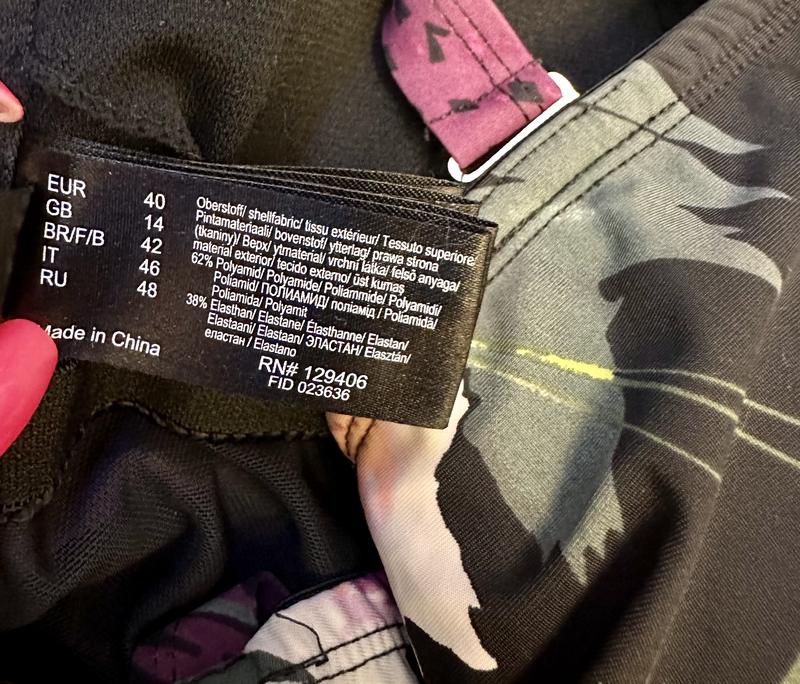 EUR 40
GB 14
BR/F/B 42
IT 46
RU 48
Made in China
Oberstoff/ shellfabric/ tissu extérieur/ Tessuto superiore/
Pintamateriaali/ bovenstof/ ytterlag/ prawa strona
(tkaniny)/ Верх/ ytmaterial/ vrchní látka/ felső anyaga/
material exterior/ tecido externo/ üst kumaş
62% Polyamid/ Polyamide/ Poliammide/ Polyamidi/
Poliamid/ ПОЛИАМИД/ поліамід / Poliamidă/
Poliamida/ Polyamit
38% Elasthan/ Elastane/ Élasthanne/ Elastan/
Elastaani/ Elastaan/ ЭЛАСТАН/ Elasztán/
еластан / Elastano
RN# 129406
FID 023636